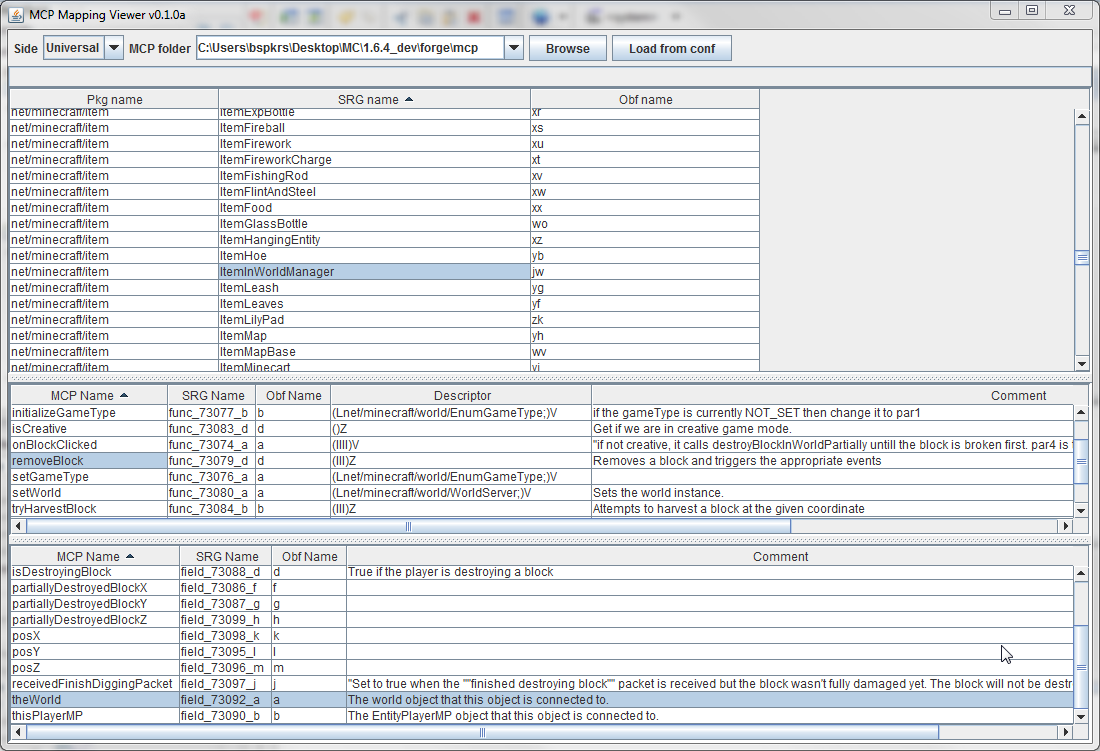 MCP Mapping Viewer v0.1.0a
Side Universal MCP folder C:\Users\bspkrs\Desktop\MC\1.6.4_dev\forge\mcp Browse Load from conf
Pkg name SRG name Obf name
net/minecraft/item ItemExpBottle xr
net/minecraft/item ItemFireball xs
net/minecraft/item ItemFirework xu
net/minecraft/item ItemFireworkCharge xt
net/minecraft/item ItemFishingRod xv
net/minecraft/item ItemFlintAndSteel xw
net/minecraft/item ItemFood xx
net/minecraft/item ItemGlassBottle wo
net/minecraft/item ItemHangingEntity xz
net/minecraft/item ItemHoe yb
net/minecraft/item ItemInWorldManager jw
net/minecraft/item ItemLeash yg
net/minecraft/item ItemLeaves yf
net/minecraft/item ItemLilyPad zk
net/minecraft/item ItemMap yh
net/minecraft/item ItemMapBase wv
net/minecraft/item ItemMinecart yi
MCP Name SRG Name Obf Name Descriptor Comment
initializeGameType func_73077_b b (Lnet/minecraft/world/EnumGameType;)V if the gameType is currently NOT_SET then change it to par1
isCreative func_73083_d d ()Z Get if we are in creative game mode.
onBlockClicked func_73074_a a (IIII)V "if not creative, it calls destroyBlockInWorldPartially untill the block is broken first. par4 is
removeBlock func_73079_d d (III)Z Removes a block and triggers the appropriate events
setGameType func_73076_a a (Lnet/minecraft/world/EnumGameType;)V
setWorld func_73080_a a (Lnet/minecraft/world/WorldServer;)V Sets the world instance.
tryHarvestBlock func_73084_b b (III)Z Attempts to harvest a block at the given coordinate
MCP Name SRG Name Obf Name Comment
isDestroyingBlock field_73088_d d True if the player is destroying a block
partiallyDestroyedBlockX field_73086_f f
partiallyDestroyedBlockY field_73087_g g
partiallyDestroyedBlockZ field_73099_h h
posX field_73098_k k
posY field_73095_l l
posZ field_73096_m m
receivedFinishDiggingPacket field_73097_j j "Set to true when the ""finished destroying block"" packet is received but the block wasn't fully damaged yet. The block will not be destr
theWorld field_73092_a a The world object that this object is connected to.
thisPlayerMP field_73090_b b The EntityPlayerMP object that this object is connected to.